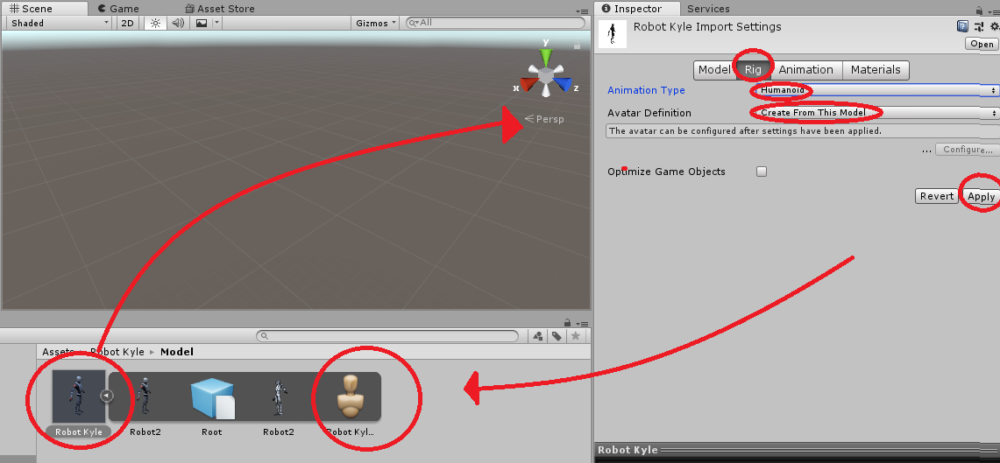 Scene Game Asset Store
Shaded 2D Gizmos All
y
x z
Persp
Assets Robot Kyle Model
Robot Kyle Robot2 Root Robot2 Robot Kyl...
Inspector Services
Robot Kyle Import Settings
Open
Model Rig Animation Materials
Animation Type Humanoid
Avatar Definition Create From This Model
The avatar can be configured after settings have been applied.
... Configure...
Optimize Game Objects
Revert Apply
Robot Kyle